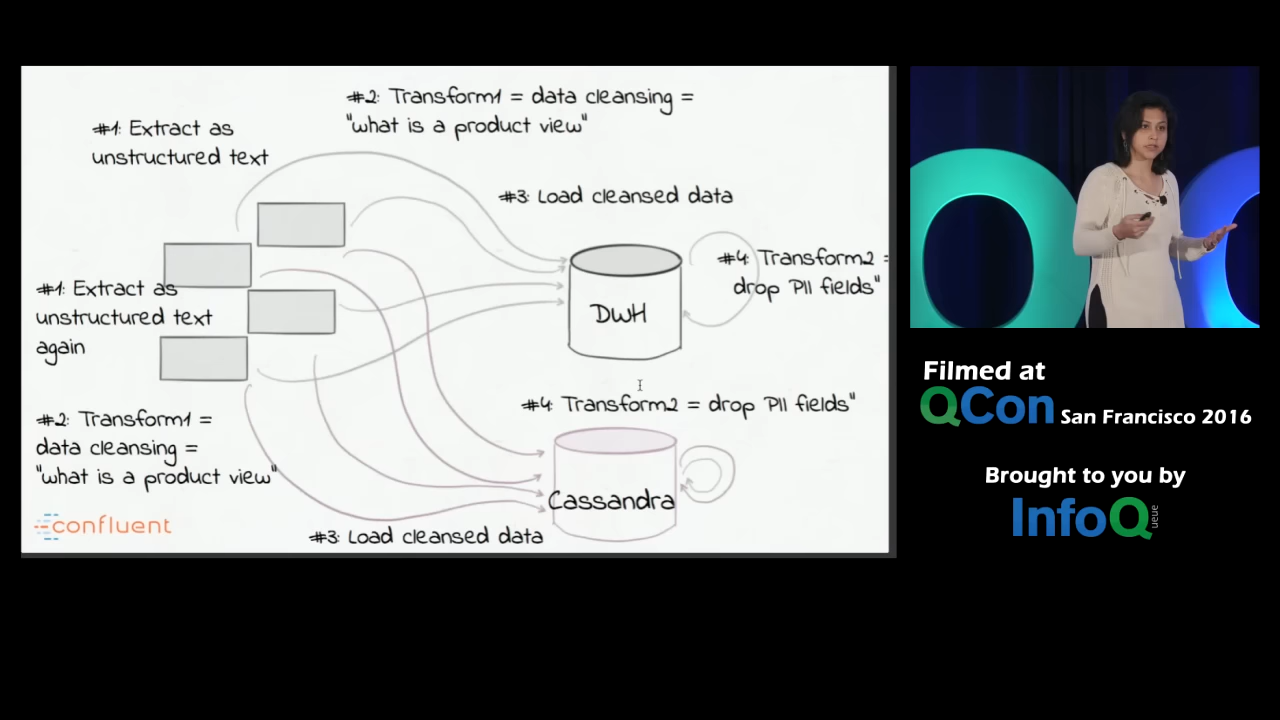 #2: Transform1 = data cleansing =
"what is a product view"
#1: Extract as
unstructured text
#3: Load cleansed data
#4: Transform2 =
drop PII fields"
DWH
#1: Extract as
unstructured text
again
#4: Transform2 = drop PII fields"
#2: Transform1 =
data cleansing =
"what is a product view"
Cassandra
confluent
#3: Load cleansed data
Filmed at
QCon San Francisco 2016
Brought to you by
InfoQueue